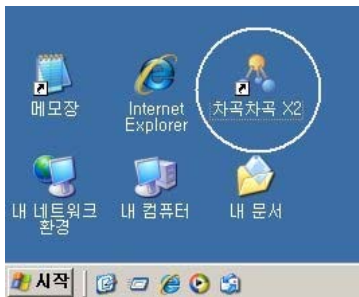 메모장
Internet
Explorer
차곡차곡 X2
내 네트워크
환경
내 컴퓨터
내 문서
시작